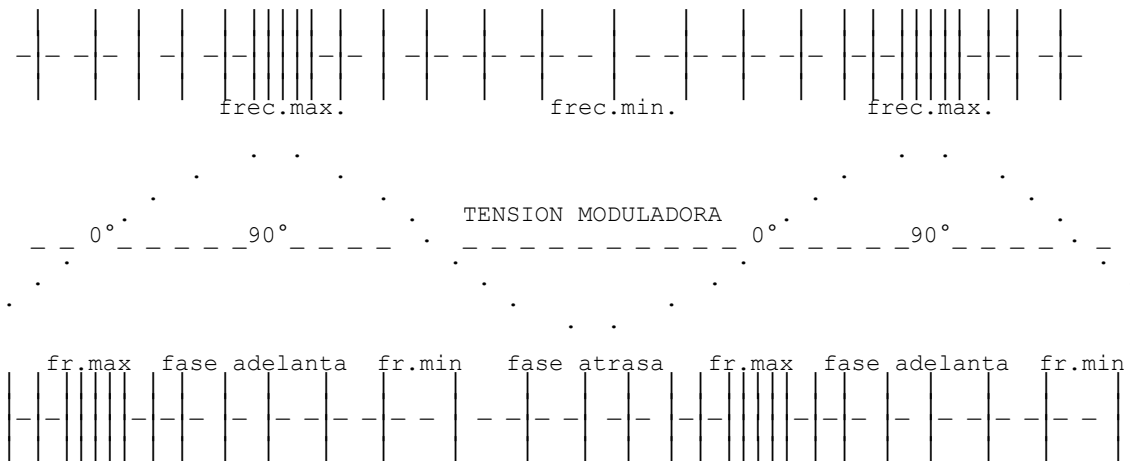 frec.max. frec.min. frec.max.
TENSION MODULADORA
0° 90° 0° 90°
fr.max fase adelanta fr.min fase atrasa fr.max fase adelanta fr.min